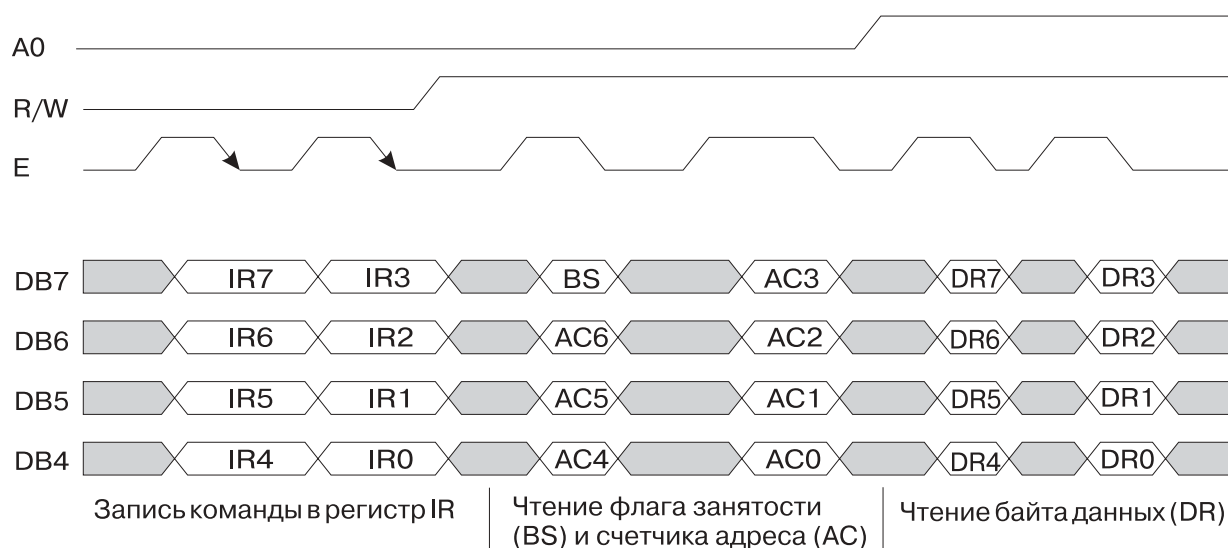 A0
R/W
E
DB7 IR7 IR3 BS AC3 DR7 DR3
DB6 IR6 IR2 AC6 AC2 DR6 DR2
DB5 IR5 IR1 AC5 AC1 DR5 DR1
DB4 IR4 IR0 AC4 AC0 DR4 DR0
Запись команды в регистр IR
Чтение флага занятости
(BS) и счетчика адреса (AC)
Чтение байта данных (DR)